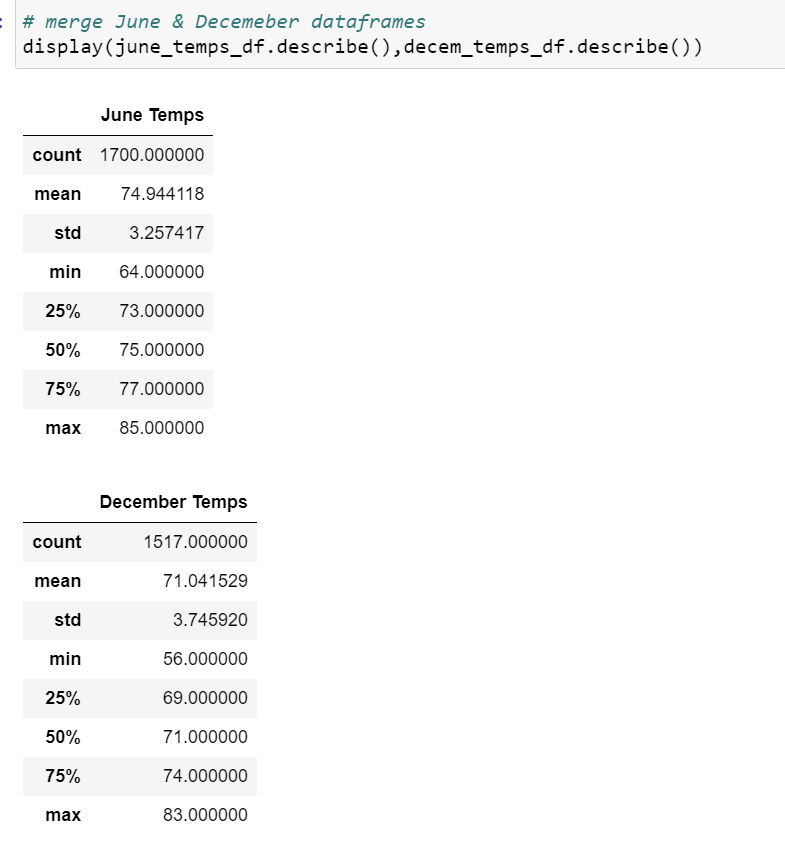 :
# merge June & Decemeber dataframes
display(june_temps_df.describe(),decem_temps_df.describe())
June Temps
count 1700.000000
mean 74.944118
std 3.257417
min 64.000000
25% 73.000000
50% 75.000000
75% 77.000000
max 85.000000
December Temps
count 1517.000000
mean 71.041529
std 3.745920
min 56.000000
25% 69.000000
50% 71.000000
75% 74.000000
max 83.000000